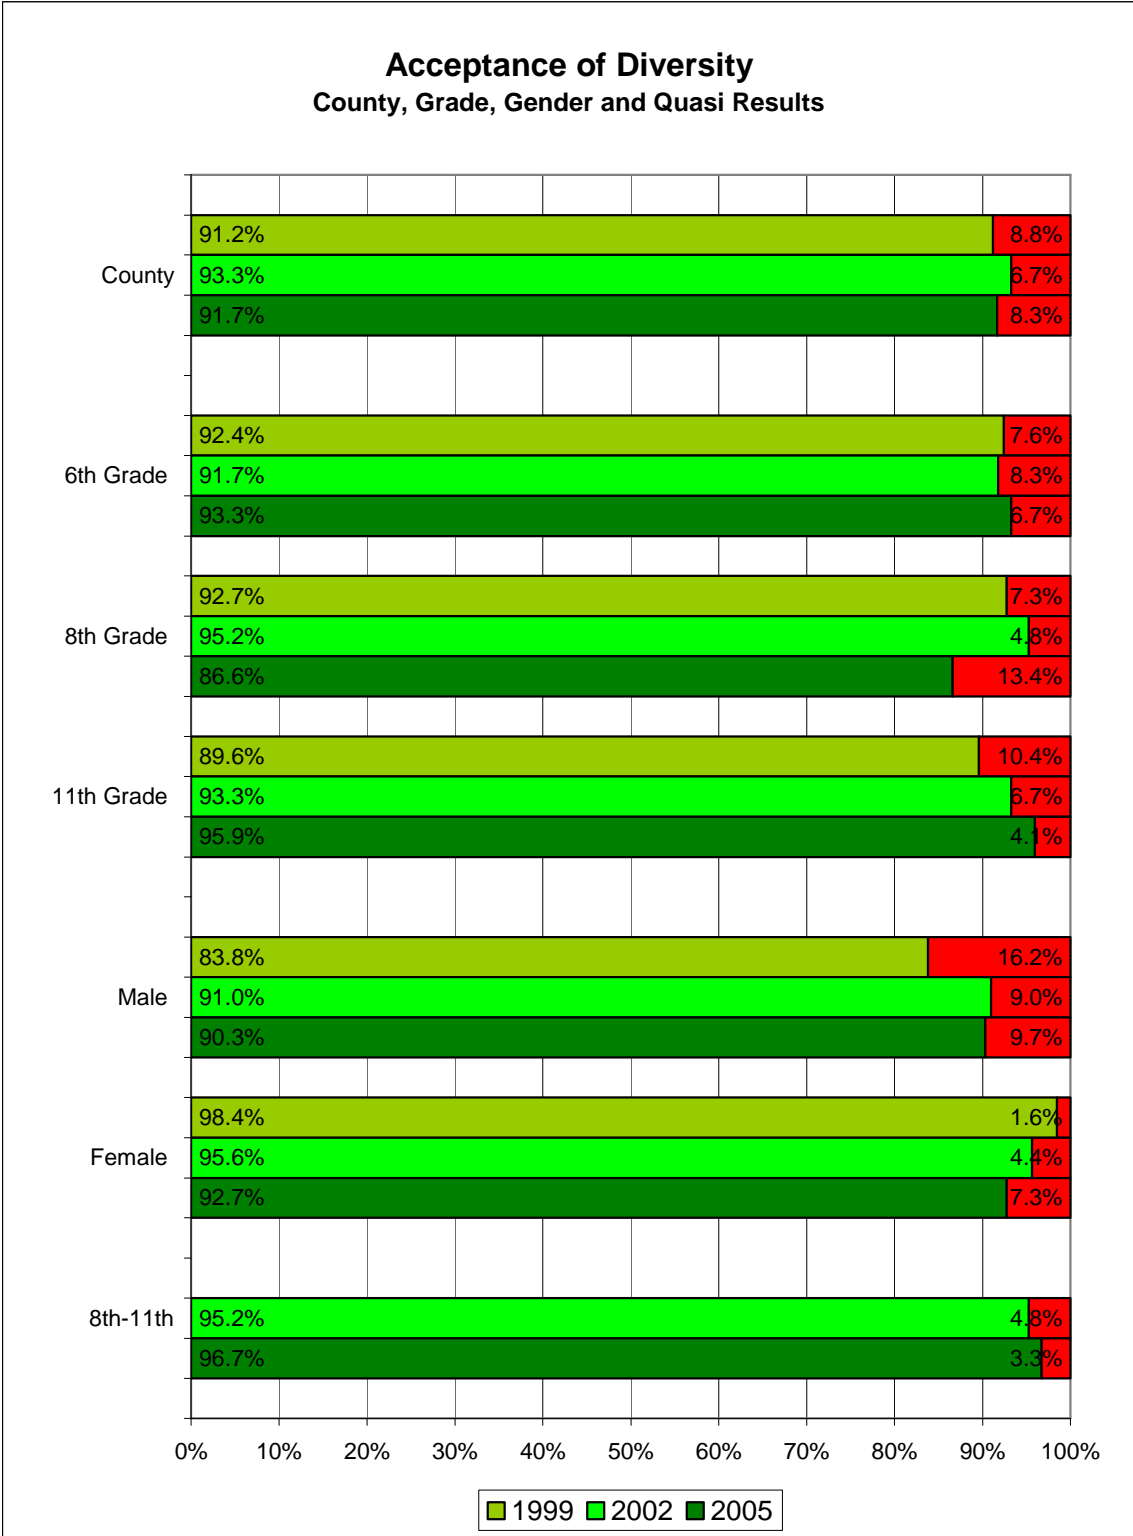 Acceptance of Diversity
County, Grade, Gender and Quasi Results
91.2% 8.8%
County 93.3% 6.7%
91.7% 8.3%
92.4% 7.6%
6th Grade 91.7% 8.3%
93.3% 6.7%
92.7% 7.3%
8th Grade 95.2% 4.8%
86.6% 13.4%
89.6% 10.4%
11th Grade 93.3% 6.7%
95.9% 4.1%
83.8% 16.2%
Male 91.0% 9.0%
90.3% 9.7%
98.4% 1.6%
Female 95.6% 4.4%
92.7% 7.3%
8th-11th 95.2% 4.8%
96.7% 3.3%
0% 10% 20% 30% 40% 50% 60% 70% 80% 90% 100%
1999 2002 2005